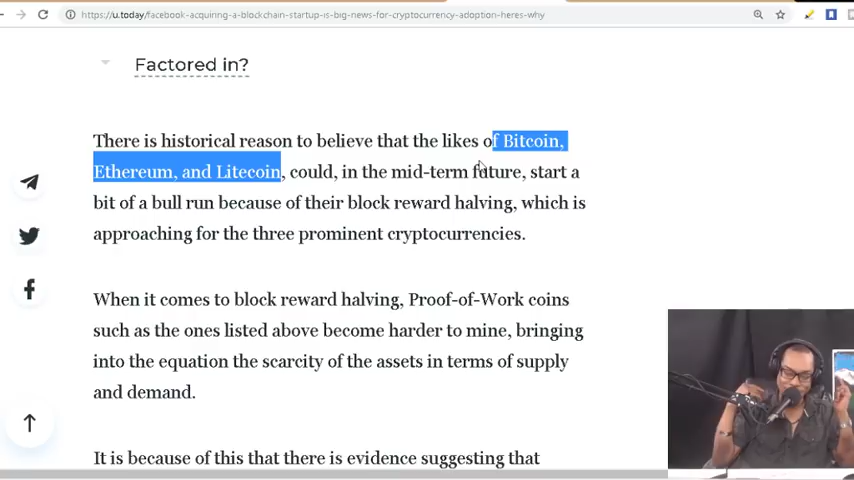 https://u.today/facebook-acquirinng-a-blockchain-startup-is-big-news-for-cryptocurrency-adoption-heres-why
Factored in?
There is historical reason to believe that the likes of Bitcoin,
Ethereum, and Litecoin, could, in the mid-term future, start a
bit of a bull run because of their block reward halving, which is
approaching for the three prominent cryptocurrencies.
When it comes to block reward halving, Proof-of-Work coins
such as the ones listed above become harder to mine, bringing
into the equation the scarcity of the assets in terms of supply
and demand.
It is because of this that there is evidence suggesting that